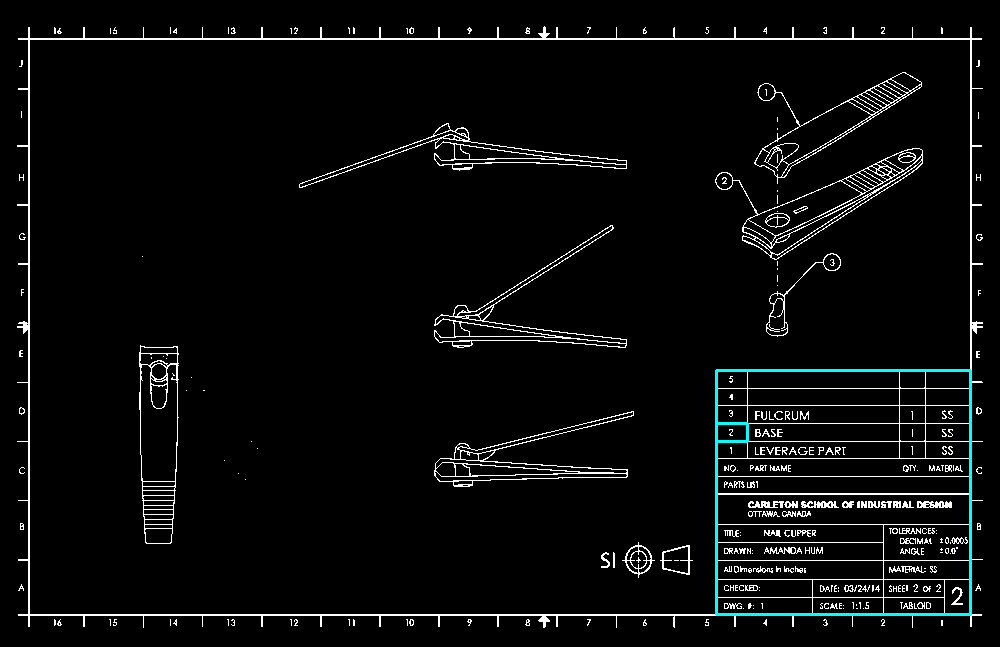 16 15 14 13 12 11 10 9 8 7 6 5 4 3 2 1
J J
I I
H H
G G
F F
E E
D D
C C
B B
A A
1
2
3
5
4
3 FULCRUM 1 SS
2 BASE 1 SS
1 LEVERAGE PART 1 SS
NO. PART NAME QTY. MATERIAL
PARTS LIST
CARLETON SCHOOL OF INDUSTRIAL DESIGN
OTTAWA, CANADA
TITLE: NAIL CLIPPER
TOLERANCES:
DECIMAL ±0.0005
ANGLE ±0.0°
DRAWN: AMANDA HUM
All Dimensions in Inches
MATERIAL: SS
CHECKED:
DATE: 03/24/14
SHEET 2 OF 2
2
DWG. #: 1
SCALE: 1:1.5
TABLOID
SI
16 15 14 13 12 11 10 9 8 7 6 5 4 3 2 1